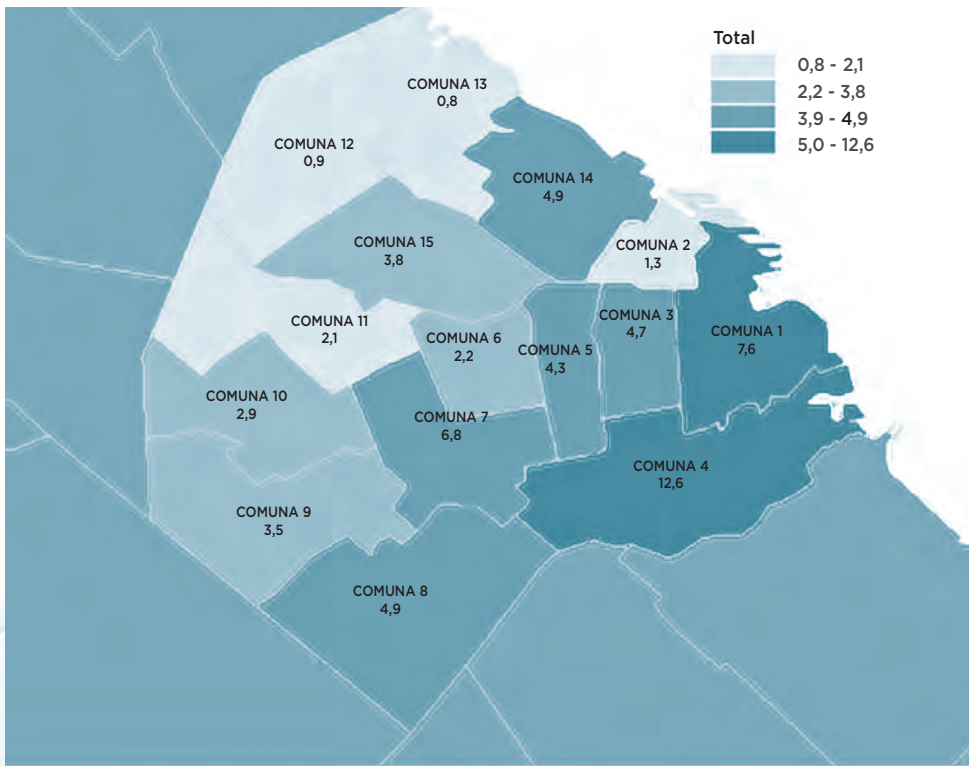 Total
0,8 - 2,1
2,2 - 3,8
3,9 - 4,9
5,0 - 12,6
COMUNA 13
0,8
COMUNA 12
0,9
COMUNA 14
4,9
COMUNA 15
3,8
COMUNA 2
1,3
COMUNA 11
2,1
COMUNA 6
2,2
COMUNA 5
4,3
COMUNA 3
4,7
COMUNA 1
7,6
COMUNA 10
2,9
COMUNA 7
6,8
COMUNA 4
12,6
COMUNA 9
3,5
COMUNA 8
4,9